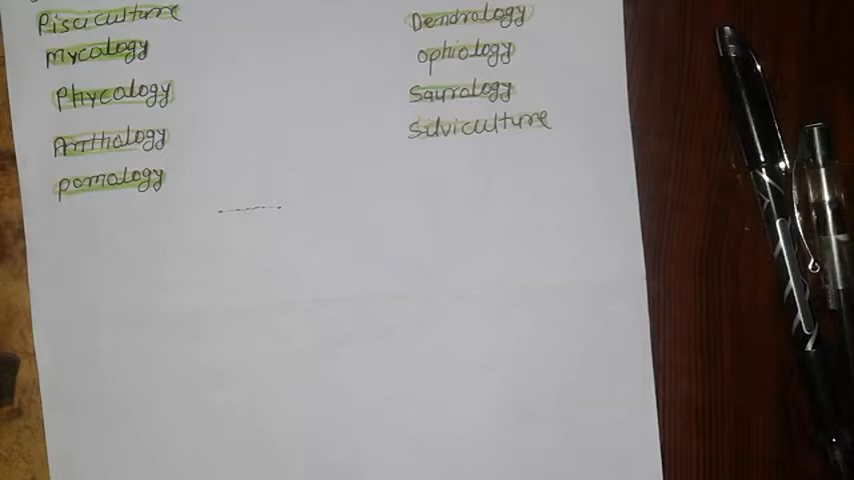 Pisciculture
Mycology
Phycology
Anthology
pomology
Dendrology
ophiology
Saurology
Silviculture